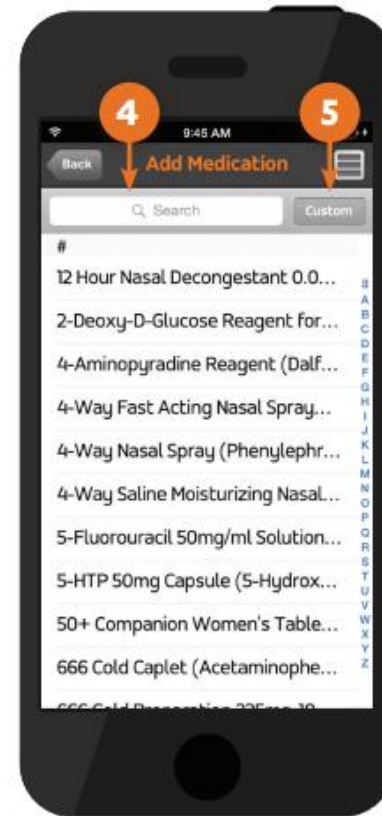 4 5
9:45 AM
Back Add Medication
Search Custom
#
12 Hour Nasal Decongestant 0.0...
2-Deoxy-D-Glucose Reagent for...
4-Aminopyradine Reagent (Dalf...
4-Way Fast Acting Nasal Spray...
4-Way Nasal Spray (Phenylephr...
4-Way Saline Moisturizing Nasal...
5-Fluorouracil 50mg/ml Solution...
5-HTP 50mg Capsule (5-Hydrox...
50+ Companion Women's Table...
666 Cold Caplet (Acetaminophe...
#
A
B
C
D
E
F
G
H
I
J
K
L
M
N
O
P
Q
R
S
T
U
V
W
X
Y
Z